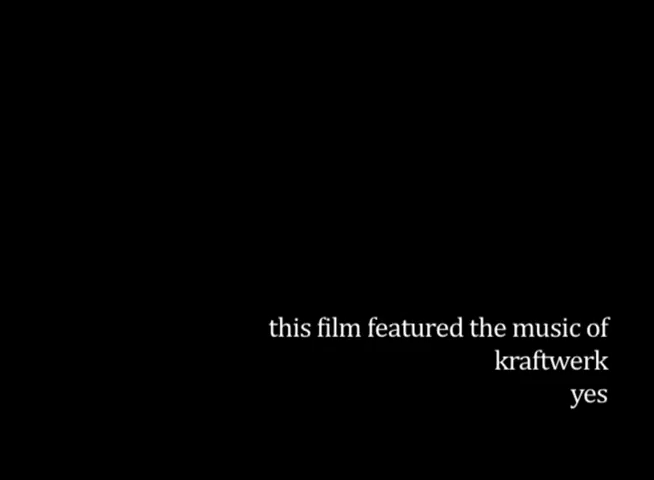 this film featured the music of
kraftwerk
yes